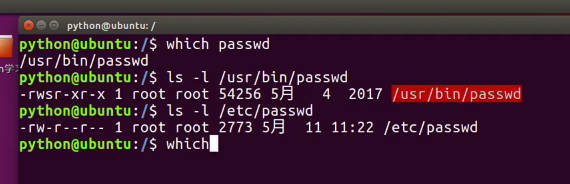 python@ubuntu: /
python@ubuntu:/$ which passwd
/usr/bin/passwd
python@ubuntu:/$ ls -l /usr/bin/passwd
-rwsr-xr-x 1 root root 54256 5月   4  2017 /usr/bin/passwd
python@ubuntu:/$ ls -l /etc/passwd
-rw-r--r-- 1 root root 2773 5月  11 11:22 /etc/passwd
python@ubuntu:/$ which